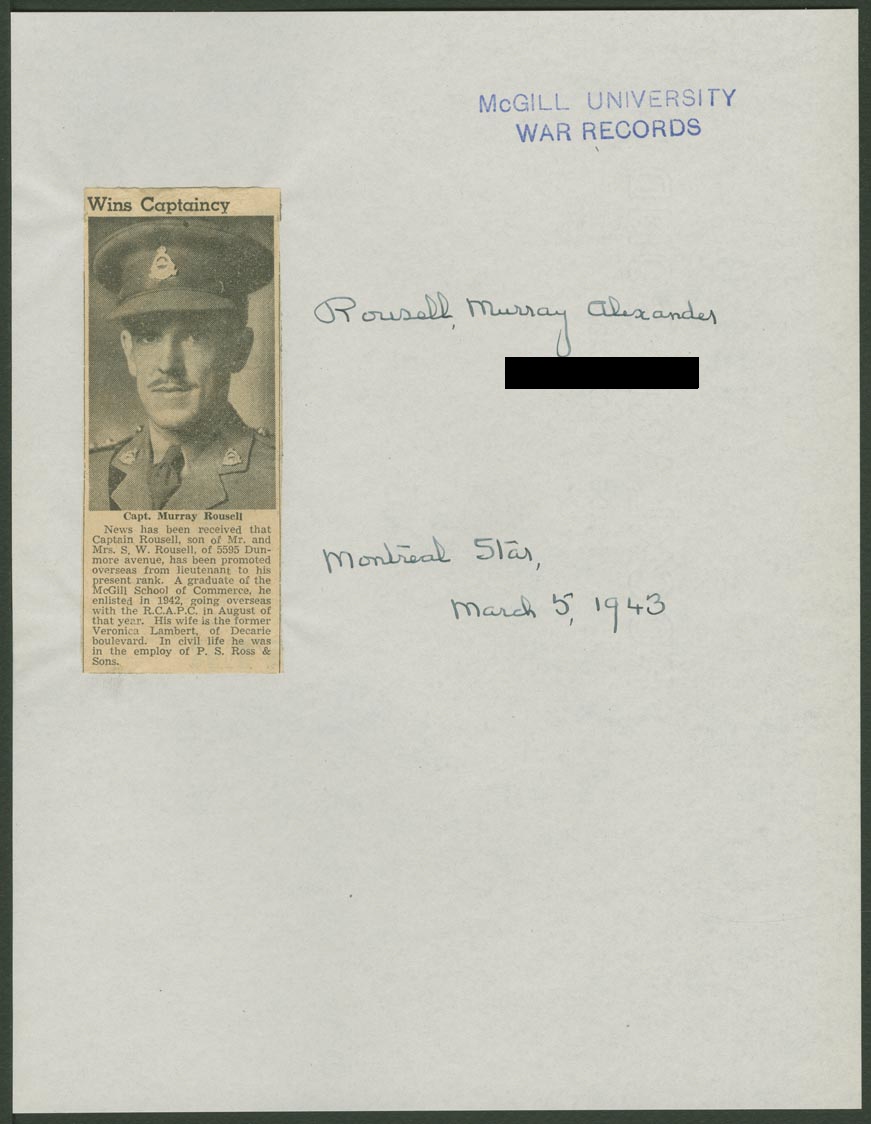 McGILL UNIVERSITY
WAR RECORDS
Wins Captaincy
Capt. Murray Rousell
News has been received that
Captain Rousell, son of Mr. and
Mrs. S. W. Rousell, of 5595 Dun-
more avenue, has been promoted
overseas from lieutenant to his
present rank. A graduate of the
McGill School of Commerce, he
enlisted in 1942, going overseas
with the R.C.A.P.C. in August of
that year. His wife is the former
Veronica Lambert, of Decarie
boulevard. In civil life he was
in the employ of P. S. Ross &
Sons.
Rousell, Murray Alexander
Montreal Star,
March 5, 1943